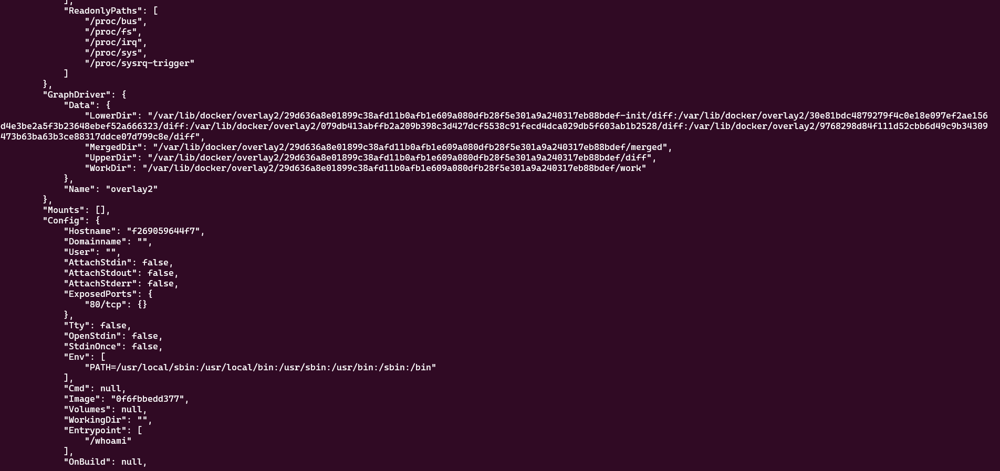 ],
"ReadonlyPaths": [
"/proc/bus",
"/proc/fs",
"/proc/irq",
"/proc/sys",
"/proc/sysrq-trigger"
]
},
"GraphDriver": {
"Data": {
"LowerDir": "/var/lib/docker/overlay2/29d636a8e01899c38afd11b0afb1e609a080dfb28f5e301a9a240317eb88bdef-init/diff:/var/lib/docker/overlay2/30e81bdc4879279f4c0e18e097ef2ae156
d4e3be2a5f3b23648ebef52a666323/diff:/var/lib/docker/overlay2/079db413abffb2a209b398c3d427dcf5538c91fecd4dca029db5f603ab1b2528/diff:/var/lib/docker/overlay2/9768298d84f111d52cbb6d49c9b34309
473b63ba63b3ce88317ddce07d799c8e/diff",
"MergedDir": "/var/lib/docker/overlay2/29d636a8e01899c38afd11b0afb1e609a080dfb28f5e301a9a240317eb88bdef/merged",
"UpperDir": "/var/lib/docker/overlay2/29d636a8e01899c38afd11b0afb1e609a080dfb28f5e301a9a240317eb88bdef/diff",
"WorkDir": "/var/lib/docker/overlay2/29d636a8e01899c38afd11b0afb1e609a080dfb28f5e301a9a240317eb88bdef/work"
},
"Name": "overlay2"
},
"Mounts": [],
"Config": {
"Hostname": "f269059644f7",
"Domainname": "",
"User": "",
"AttachStdin": false,
"AttachStdout": false,
"AttachStderr": false,
"ExposedPorts": {
"80/tcp": {}
},
"Tty": false,
"OpenStdin": false,
"StdinOnce": false,
"Env": [
"PATH=/usr/local/sbin:/usr/local/bin:/usr/sbin:/usr/bin:/sbin:/bin"
],
"Cmd": null,
"Image": "0f6fbbedd377",
"Volumes": null,
"WorkingDir": "",
"Entrypoint": [
"/whoami"
],
"OnBuild": null,